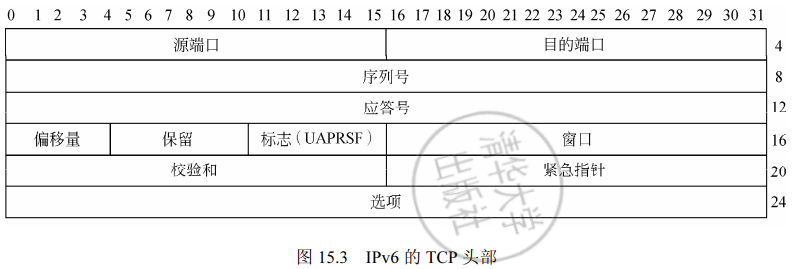 0 1 2 3 4 5 6 7 8 9 10 11 12 13 14 15 16 17 18 19 20 21 22 23 24 25 26 27 28 29 30 31
源端口 目的端口 4
序列号 8
应答号 12
偏移量 保留 标志（UAPRSF） 窗口 16
校验和 紧急指针 20
选项 24
清华大学
出版社
图 15.3 IPv6 的 TCP 头部